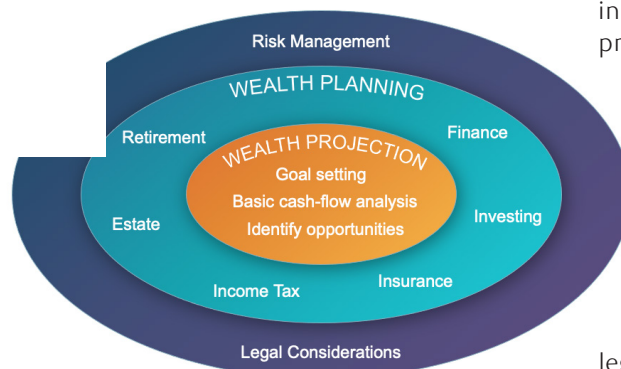 Risk Management
WEALTH PLANNING
Retirement
Finance
WEALTH PROJECTION
Goal setting
Basic cash-flow analysis
Identify opportunities
Estate
Investing
Income Tax
Insurance
Legal Considerations